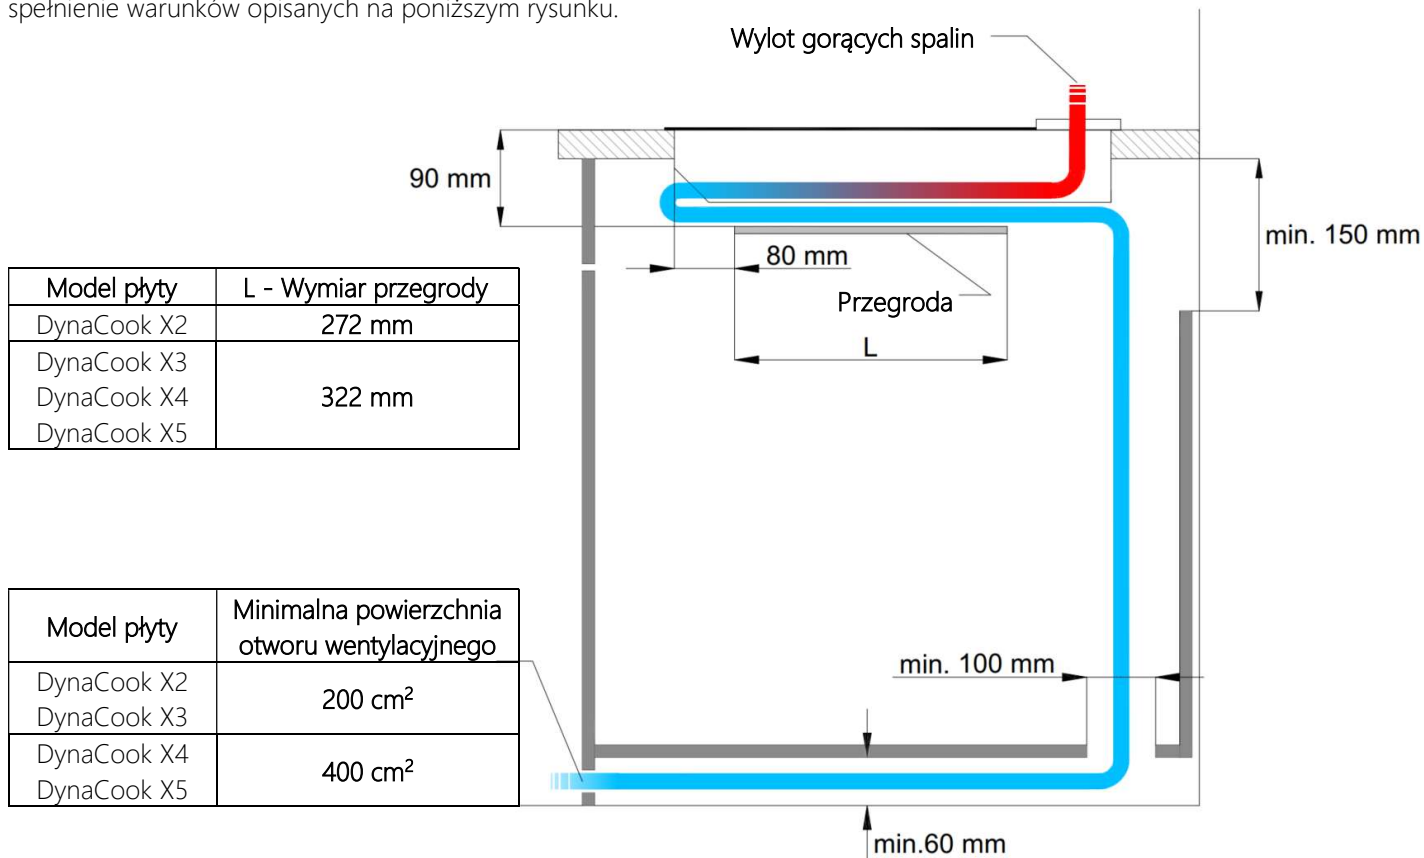 spełnienie warunków opisanych na poniższym rysunku.
Wylot gorących spalin
90 mm
min. 150 mm
80 mm
Przegroda
L
Model płyty L - Wymiar przegrody
DynaCook X2 272 mm
DynaCook X3
DynaCook X4 322 mm
DynaCook X5
Model płyty Minimalna powierzchnia
otworu wentylacyjnego
DynaCook X2 200 cm²
DynaCook X3
DynaCook X4 400 cm²
DynaCook X5
min. 100 mm
min.60 mm